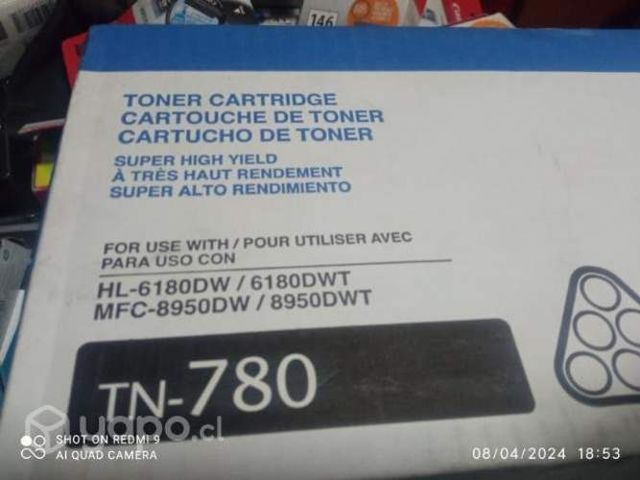 146
TONER CARTRIDGE
CARTOUCHE DE TONER
CARTUCHO DE TONER
SUPER HIGH YIELD
À TRÈS HAUT RENDEMENT
SUPER ALTO RENDIMIENTO
FOR USE WITH / POUR UTILISER AVEC
PARA USO CON
HL-6180DW / 6180DWT
MFC-8950DW / 8950DWT
TN-780
yapo.cl
SHOT ON REDMI 9
AI QUAD CAMERA
08/04/2024 18:53